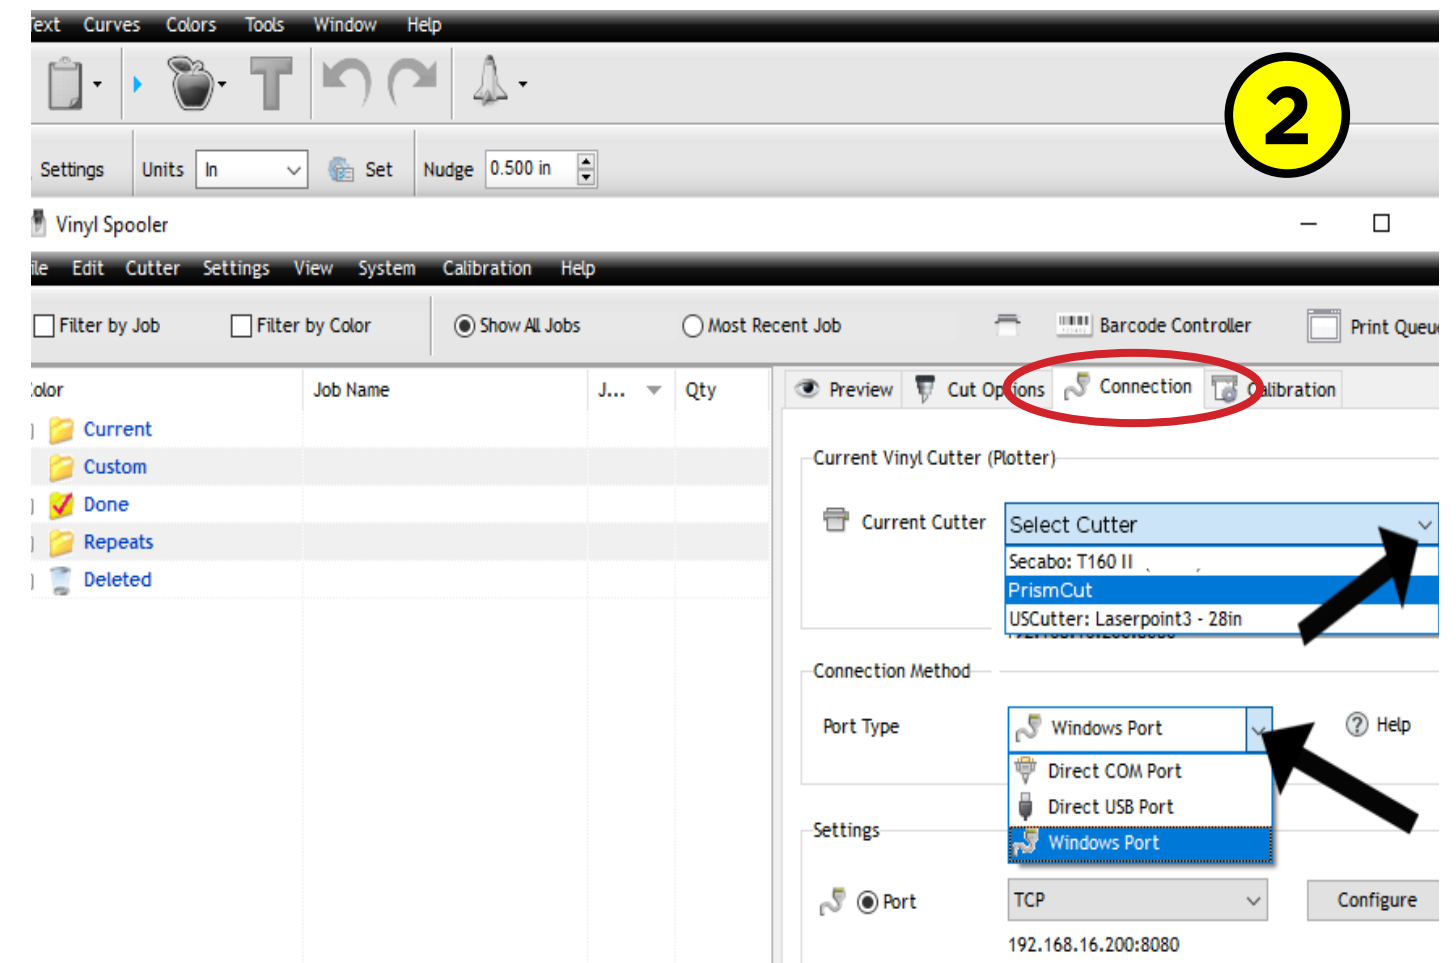 Text Curves Colors Tools Window Help
2
Settings Units In Set Nudge 0.500 in
Vinyl Spooler
File Edit Cutter Settings View System Calibration Help
Filter by Job Filter by Color Show All Jobs Most Recent Job Barcode Controller Print Queu
Color Job Name J... Qty
Preview Cut Options Connection Calibration
Current
Custom
Done
Repeats
Deleted
Current Vinyl Cutter (Plotter)
Current Cutter Select Cutter
Secabo: T160 II
PrismCut
USCutter: Laserpoint3 - 28in
Connection Method
Port Type Windows Port Help
Direct COM Port
Direct USB Port
Windows Port
Settings
Port TCP Configure
192.168.16.200:8080